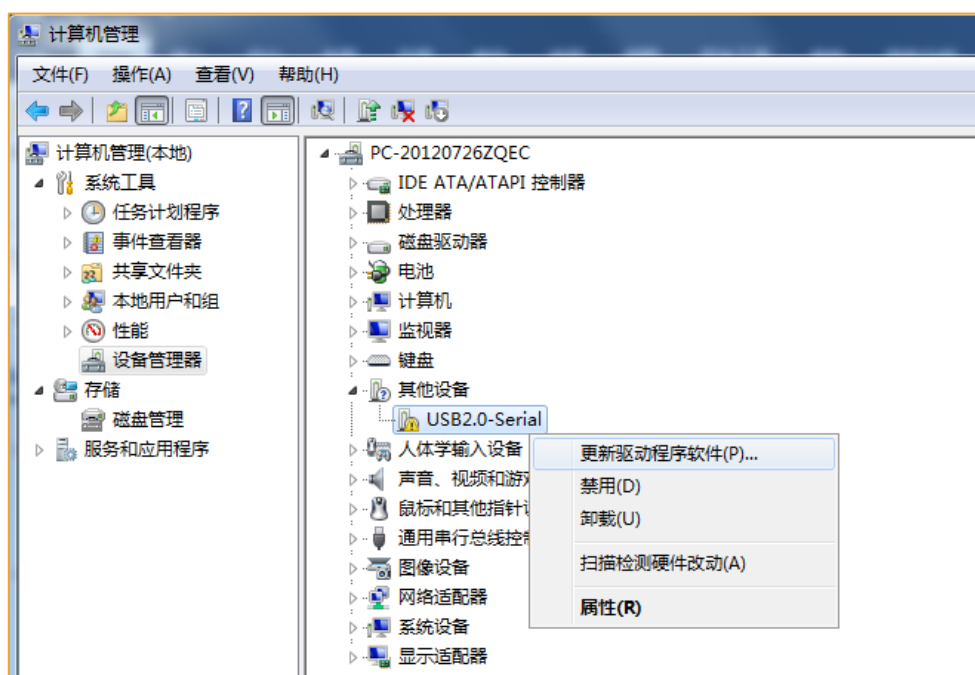 计算机管理
文件(F) 操作(A) 查看(V) 帮助(H)
计算机管理(本地)
系统工具
任务计划程序
事件查看器
共享文件夹
本地用户和组
性能
设备管理器
存储
磁盘管理
服务和应用程序
PC-20120726ZQEC
IDE ATA/ATAPI 控制器
处理器
磁盘驱动器
电池
计算机
监视器
键盘
其他设备
USB2.0-Serial
人体学输入设备
声音、视频和游
鼠标和其他指针
通用串行总线控
图像设备
网络适配器
系统设备
显示适配器
更新驱动程序软件(P)...
禁用(D)
卸载(U)
扫描检测硬件改动(A)
属性(R)